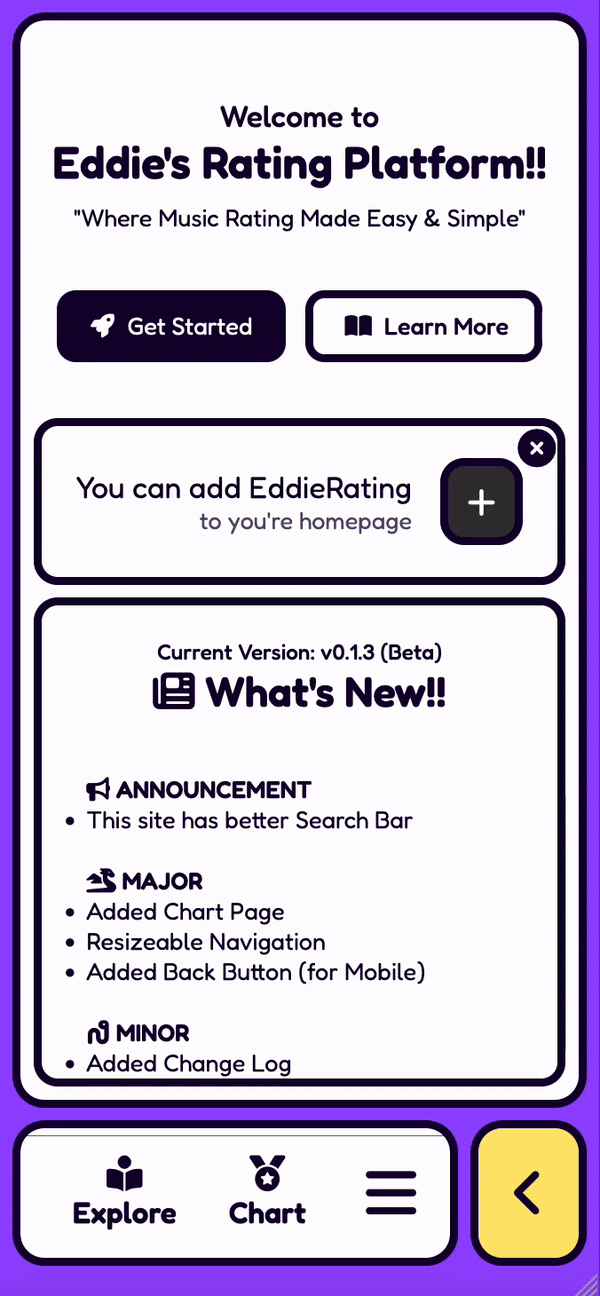 Welcome to
Eddie's Rating Platform!!
"Where Music Rating Made Easy & Simple"
Get Started
Learn More
You can add EddieRating
to you're homepage
Current Version: v0.1.3 (Beta)
What's New!!
ANNOUNCEMENT
• This site has better Search Bar
MAJOR
• Added Chart Page
• Resizeable Navigation
• Added Back Button (for Mobile)
MINOR
• Added Change Log
Explore
Chart